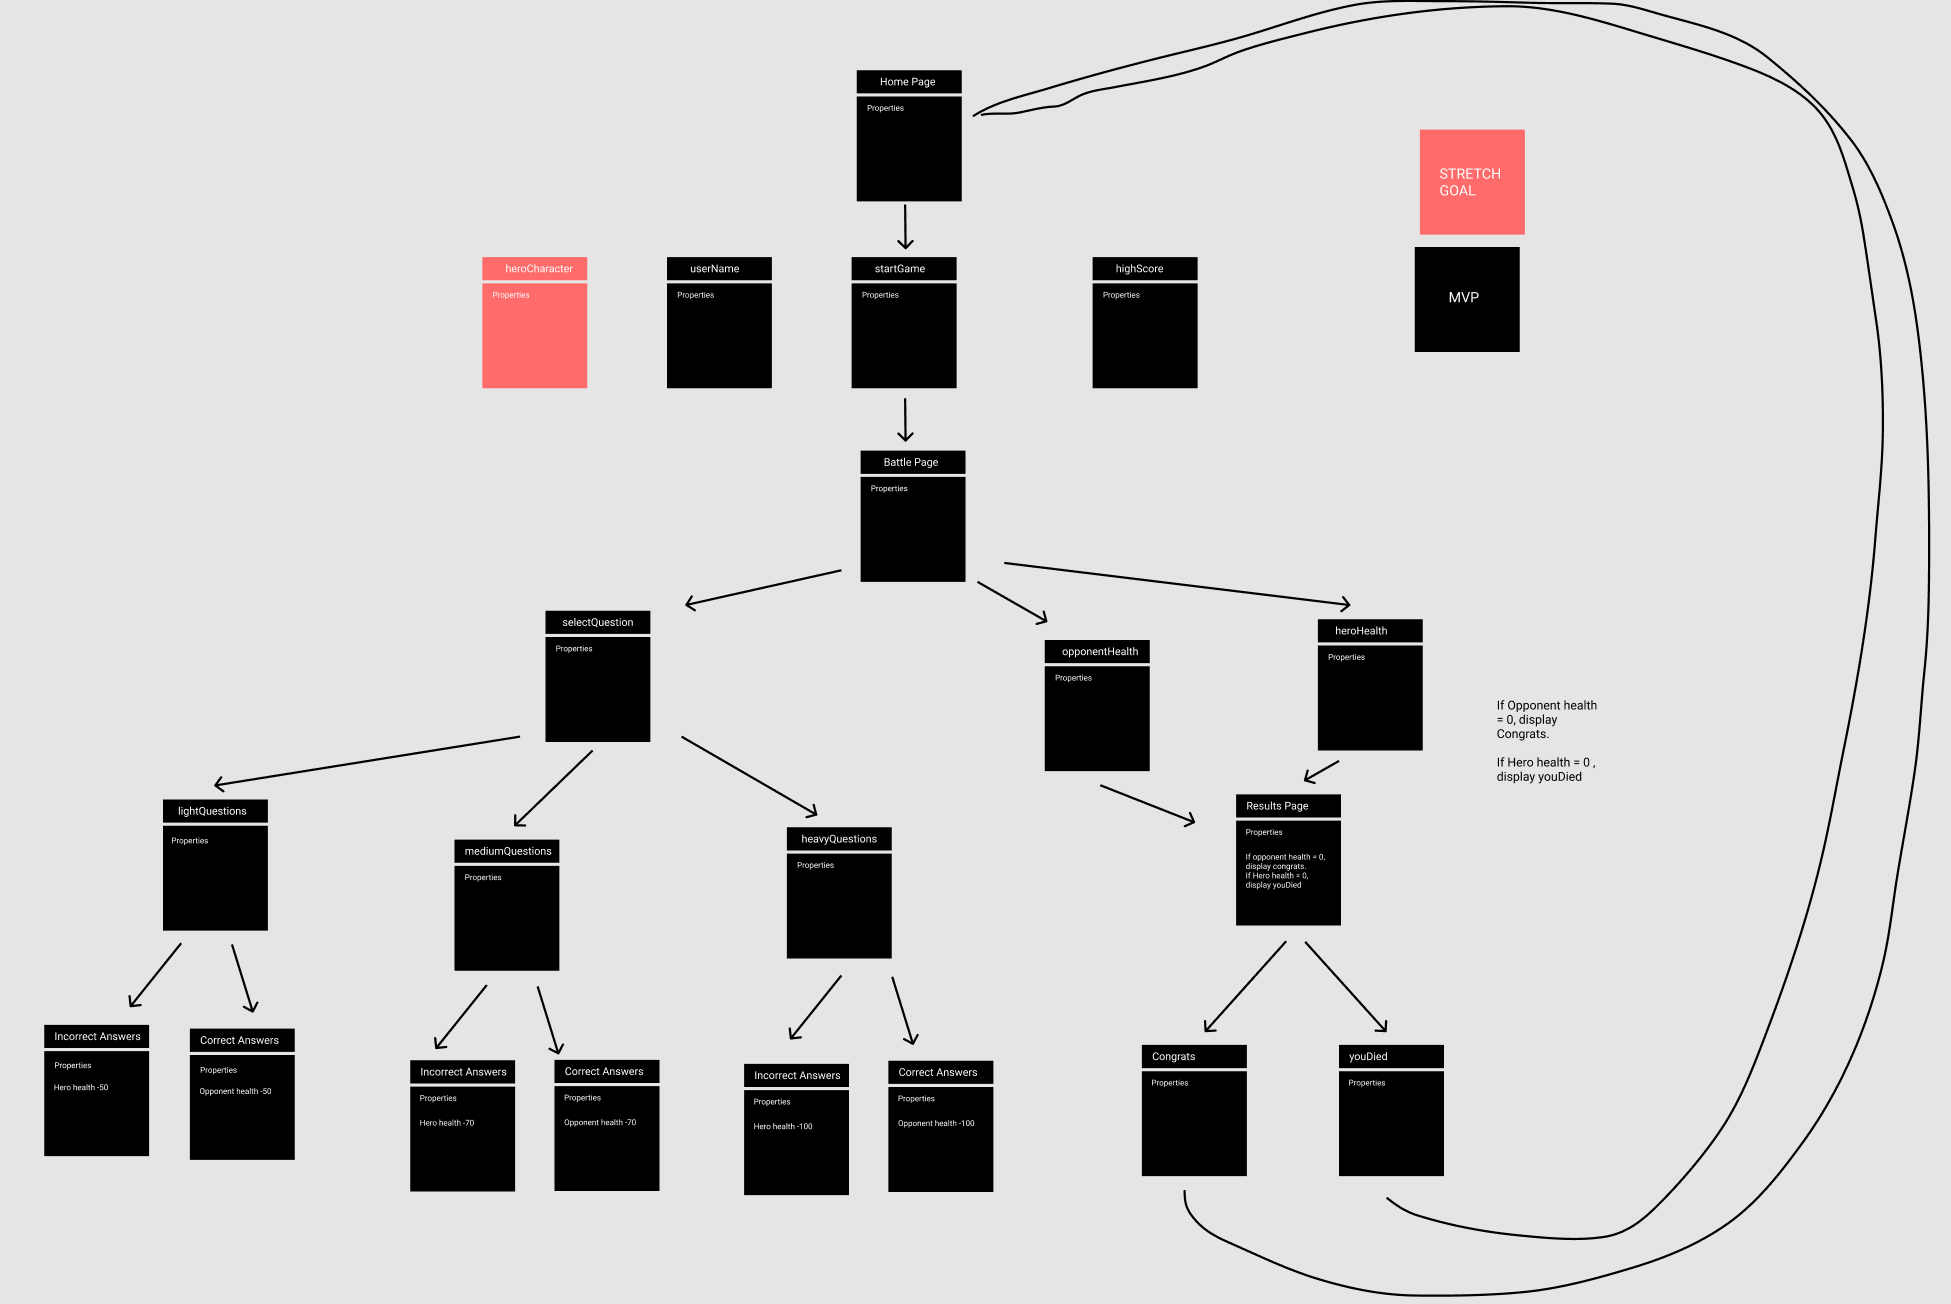 Home Page
Properties
STRETCH
GOAL
heroCharacter
Properties
userName
Properties
startGame
Properties
highScore
Properties
MVP
Battle Page
Properties
selectQuestion
Properties
opponentHealth
Properties
heroHealth
Properties
If Opponent health
= 0, display
Congrats.
If Hero health = 0 ,
display youDied
lightQuestions
Properties
mediumQuestions
Properties
heavyQuestions
Properties
Results Page
Properties
If opponent health = 0,
display congrats.
If Hero health = 0,
display youDied
Incorrect Answers
Properties
Hero health -50
Correct Answers
Properties
Opponent health -50
Incorrect Answers
Properties
Hero health -70
Correct Answers
Properties
Opponent health -70
Incorrect Answers
Properties
Hero health -100
Correct Answers
Properties
Opponent health -100
Congrats
Properties
youDied
Properties